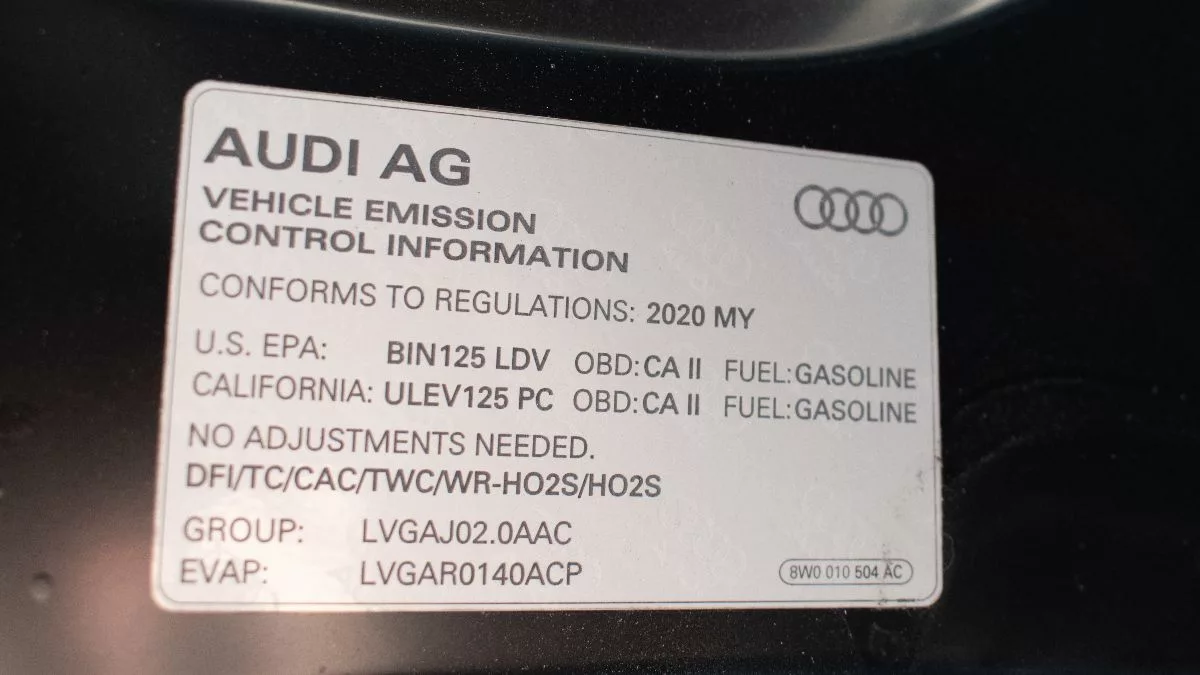 AUDI AG
VEHICLE EMISSION
CONTROL INFORMATION
CONFORMS TO REGULATIONS: 2020 MY
U.S. EPA: BIN125 LDV OBD:CA II FUEL:GASOLINE
CALIFORNIA: ULEV125 PC OBD:CA II FUEL:GASOLINE
NO ADJUSTMENTS NEEDED.
DFI/TC/CAC/TWC/WR-HO2S/HO2S
GROUP: LVGAJ02.0AAC
EVAP: LVGAR0140ACP
8W0 010 504 AC